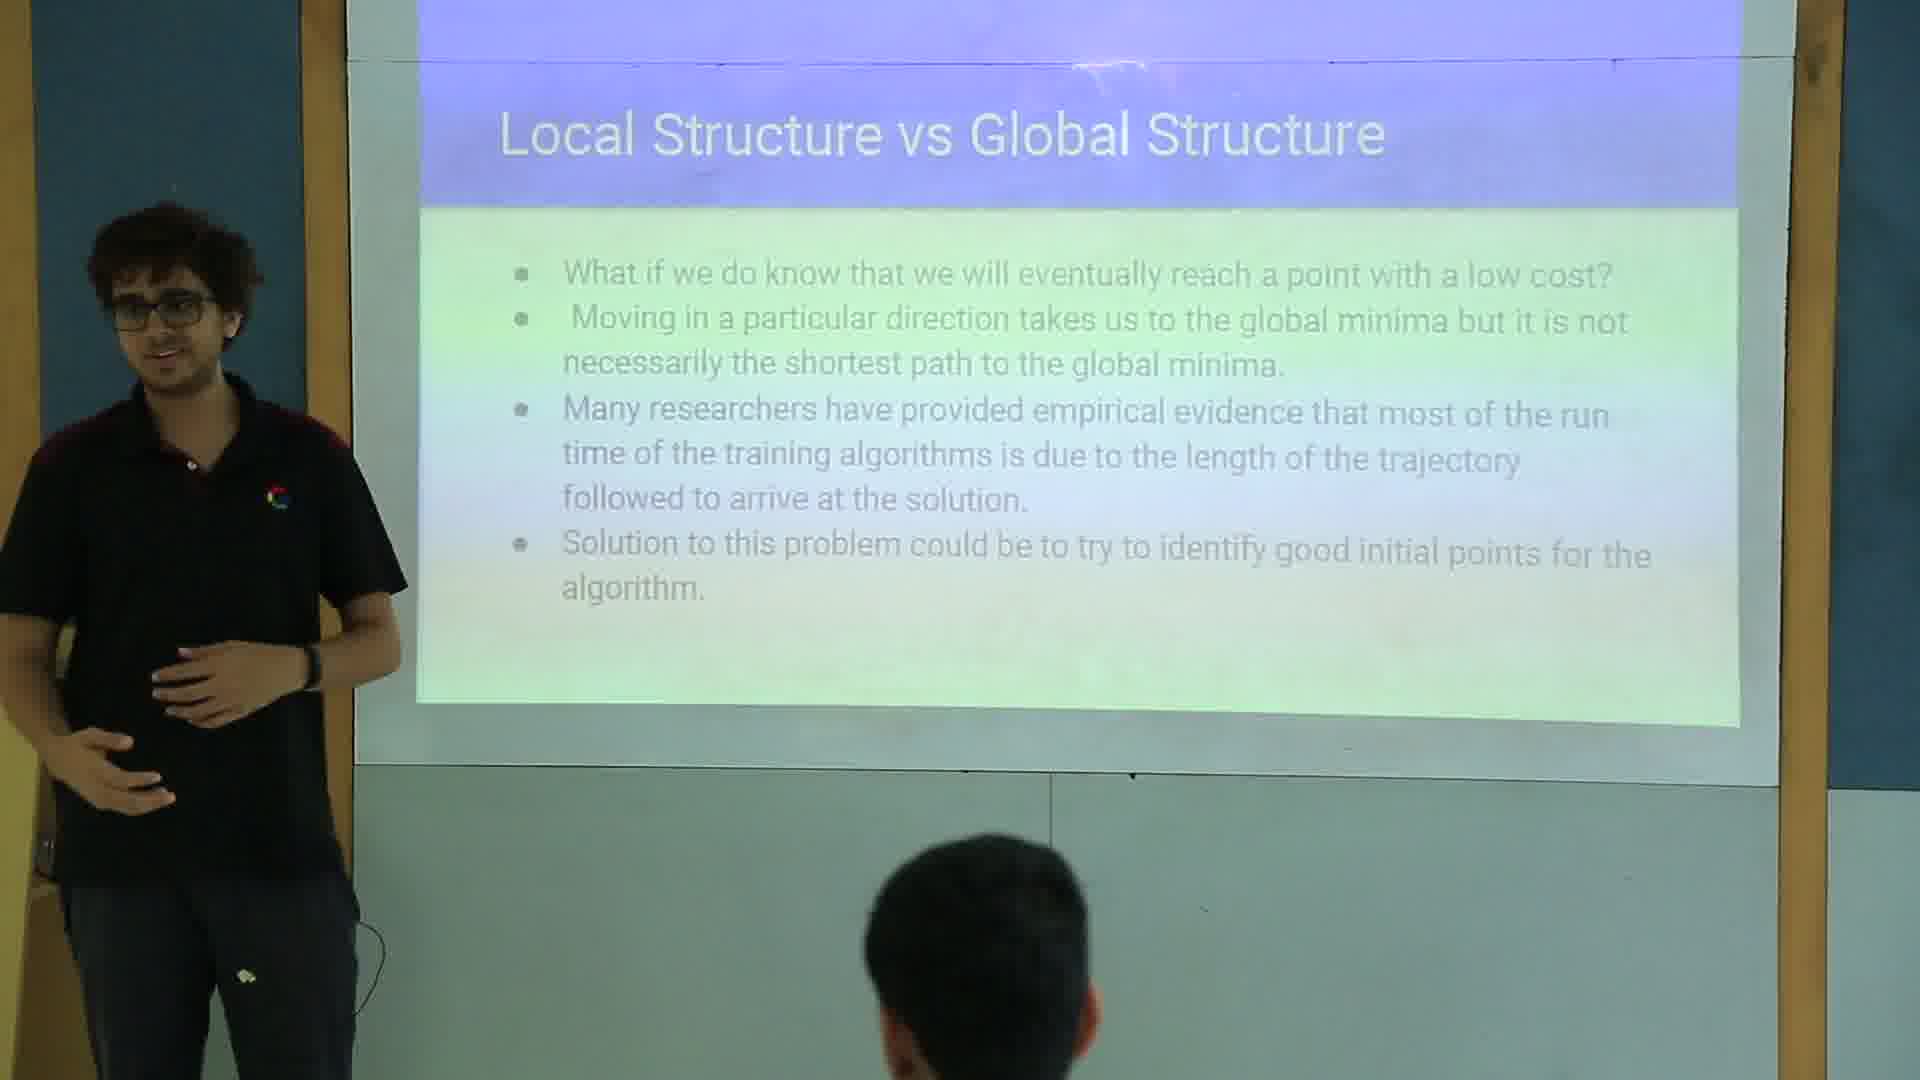 Local Structure vs Global Structure
● What if we do know that we will eventually reach a point with a low cost?
● Moving in a particular direction takes us to the global minima but it is not
necessarily the shortest path to the global minima.
● Many researchers have provided empirical evidence that most of the run
time of the training algorithms is due to the length of the trajectory
followed to arrive at the solution.
● Solution to this problem could be to try to identify good initial points for the
algorithm.